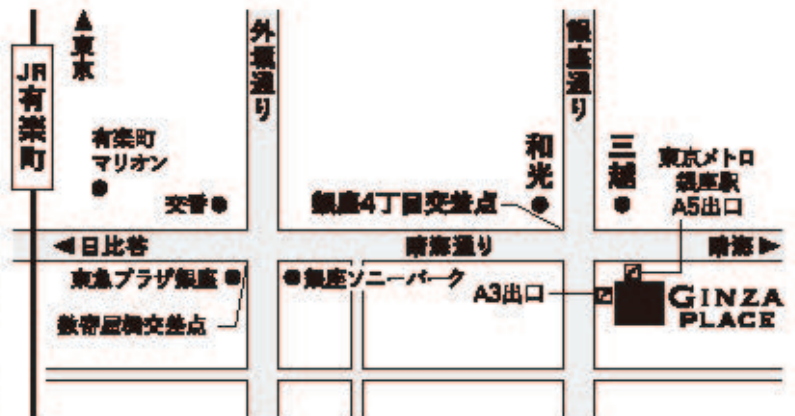 東京
JR有楽町
外堀通り
銀座通り
有楽町
マリオン
交番
銀座4丁目交差点
和光
三越
東京メトロ
銀座駅
A5出口
日比谷
晴海通り
晴海
東急プラザ銀座
銀座ソニーパーク
数寄屋橋交差点
A3出口
GINZA
PLACE